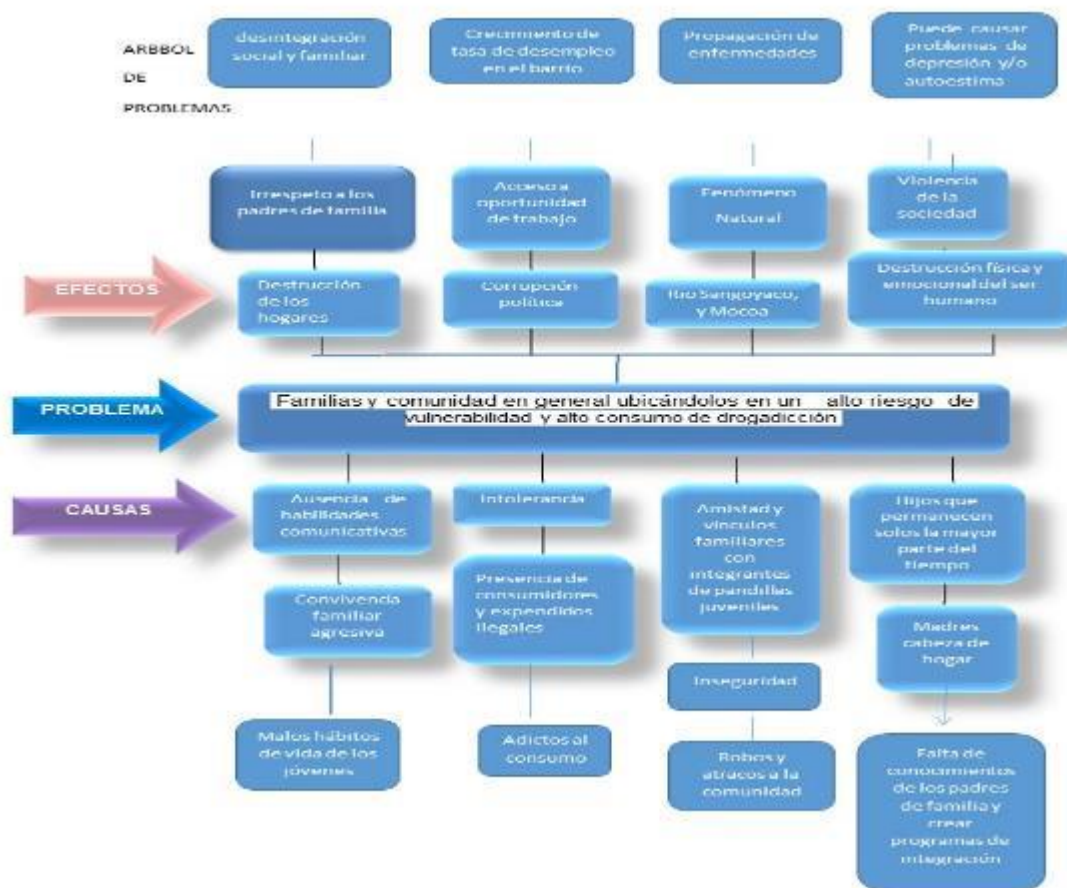 ARBBOL
DE
PROBLEMAS
desintegración
social y familiar
Crecimiento de
tasa de desempleo
en el barrio
Propagación de
enfermedades
Puede causar
problemas de
depresión y/o
autoestima
Irrespeto a los
padres de familia
Acceso a
oportunidad
de trabajo
Fenómeno
Natural
Violencia
de la
sociedad
EFECTOS
Destrucción
de los
hogares
Corrupción
política
Rio Sangoyaco,
y Mocoa
Destrucción física y
emocional del ser
humano
PROBLEMA
Familias y comunidad en general ubicándolos en un alto riesgo de
vulnerabilidad y alto consumo de drogadicción
CAUSAS
Ausencia de
habilidades
comunicativas
Intolerancia
Amistad y
vínculos
familiares
con
integrantes
de pandillas
juveniles
Hijos que
permanecen
solos la mayor
parte del
tiempo
Convivencia
familiar
agresiva
Presencia de
consumidores
y expendidos
ilegales
Madres
cabeza de
hogar
Inseguridad
Malos hábitos
de vida de los
jóvenes
Adictos al
consumo
Robos y
atracos a la
comunidad
Falta de
conocimientos
de los padres
de familia y
crear
programas de
integración